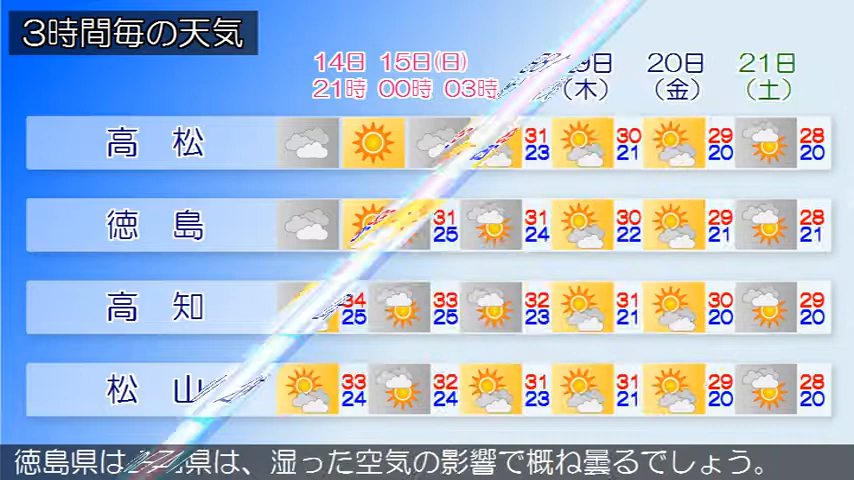 3時間毎の天気
14日 15日(日) 9日 20日 21日
21時 00時 03時 (木) (金) (土)
高松 31 23 30 21 29 20 28 20
徳島 31 25 31 24 30 22 29 21 28 21
高知 34 25 33 25 32 23 31 21 30 20 29 20
松山 33 24 32 24 31 23 31 21 29 20 28 20
徳島県は 県は、湿った空気の影響で概ね曇るでしょう。